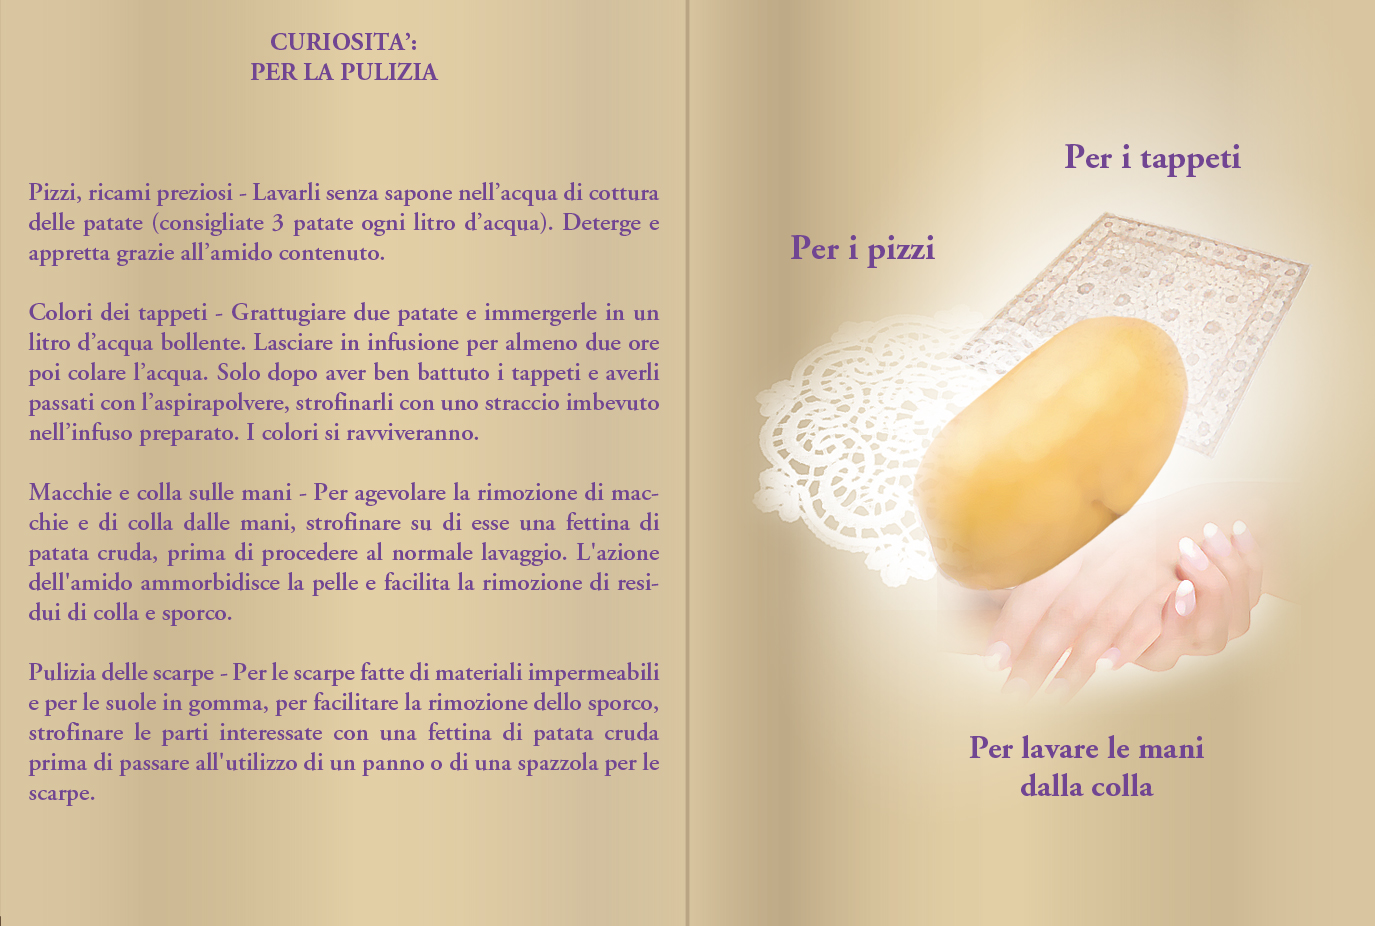 CURIOSITA’:
PER LA PULIZIA
Pizzi, ricami preziosi - Lavarli senza sapone nell’acqua di cottura
delle patate (consigliate 3 patate ogni litro d’acqua). Deterge e
appretta grazie all’amido contenuto.
Colori dei tappeti - Grattugiare due patate e immergerle in un
litro d’acqua bollente. Lasciare in infusione per almeno due ore
poi colare l’acqua. Solo dopo aver ben battuto i tappeti e averli
passati con l’aspirapolvere, strofinarli con uno straccio imbevuto
nell’infuso preparato. I colori si ravviveranno.
Macchie e colla sulle mani - Per agevolare la rimozione di mac-
chie e di colla dalle mani, strofinare su di esse una fettina di
patata cruda, prima di procedere al normale lavaggio. L'azione
dell'amido ammorbidisce la pelle e facilita la rimozione di resi-
dui di colla e sporco.
Pulizia delle scarpe - Per le scarpe fatte di materiali impermeabili
e per le suole in gomma, per facilitare la rimozione dello sporco,
strofinare le parti interessate con una fettina di patata cruda
prima di passare all'utilizzo di un panno o di una spazzola per le
scarpe.
Per i tappeti
Per i pizzi
Per lavare le mani
dalla colla